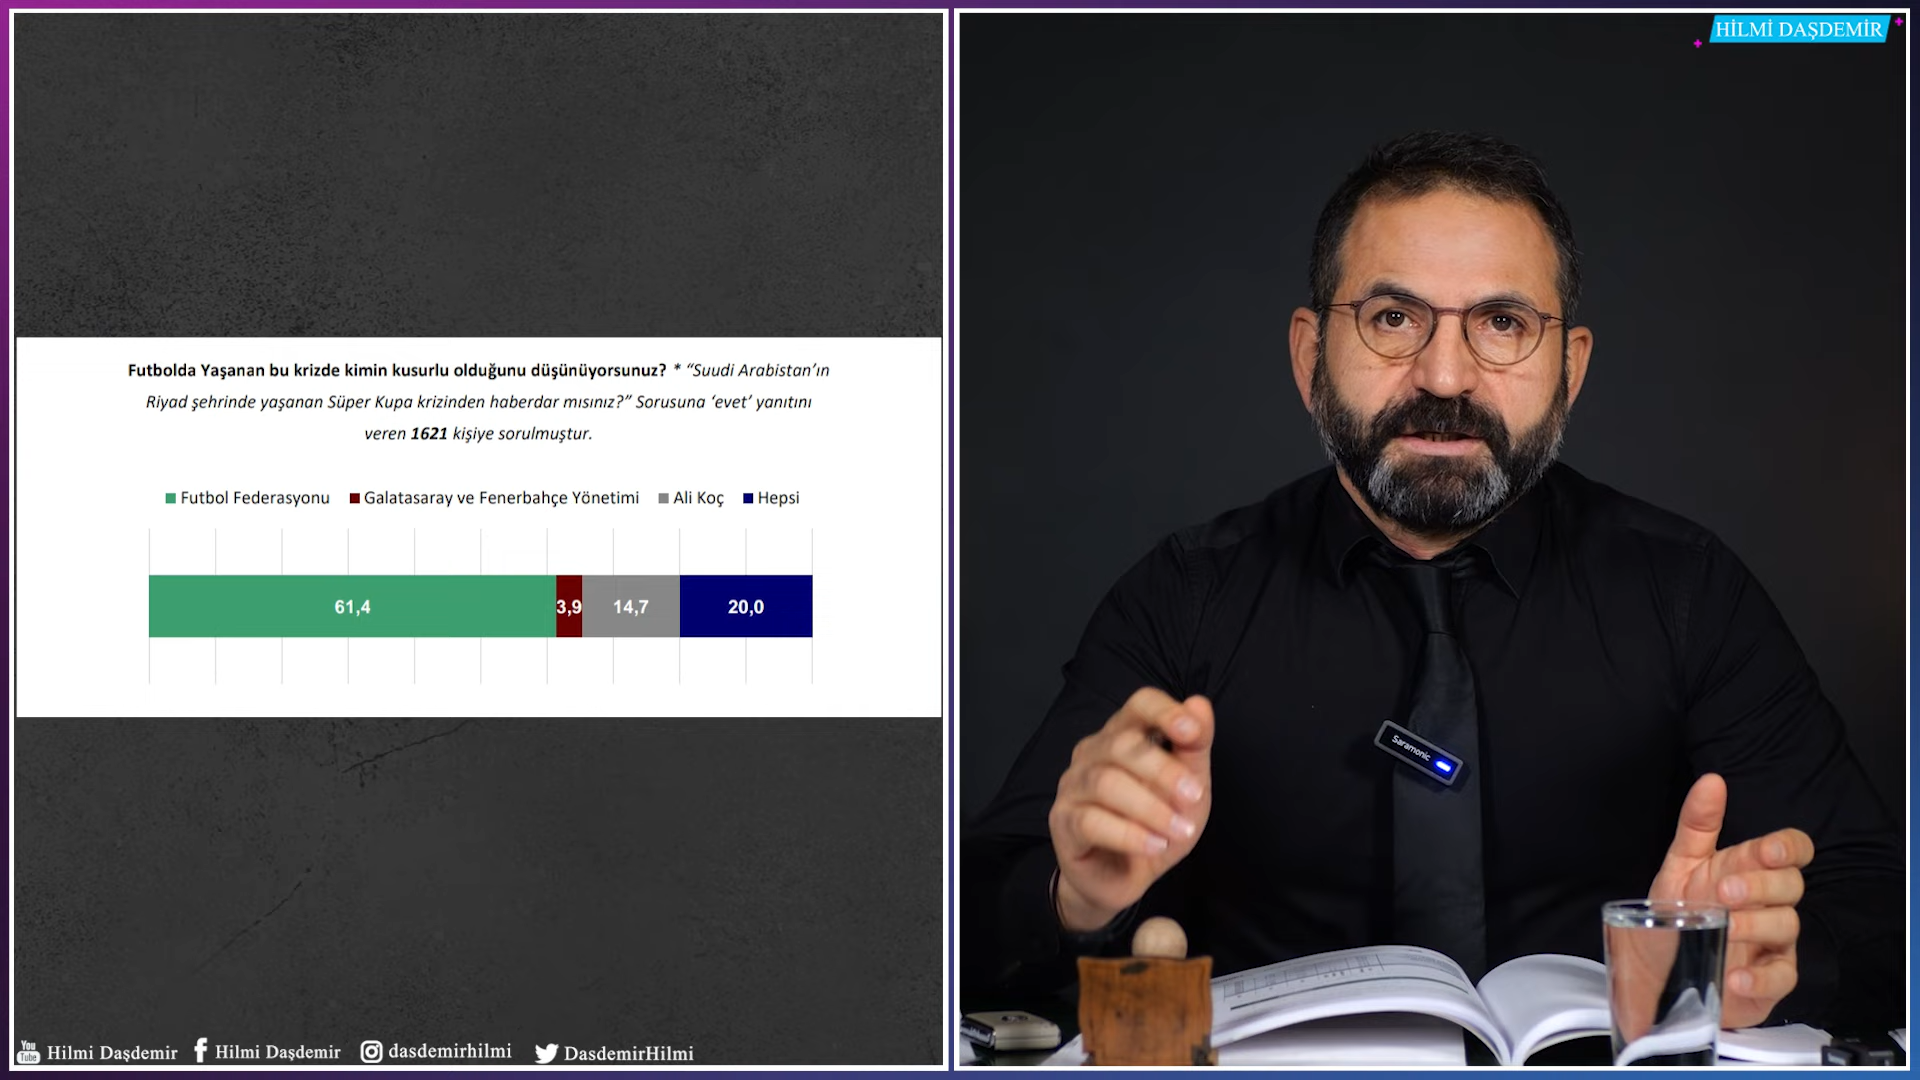 HİLMİ DAŞDEMİR
Futbolda Yaşanan bu krizde kimin kusurlu olduğunu düşünüyorsunuz? * “Suudi Arabistan’ın
Riyad şehrinde yaşanan Süper Kupa krizinden haberdar mısınız?” Sorusuna ‘evet’ yanıtını
veren 1621 kişiye sorulmuştur.
Futbol Federasyonu Galatasaray ve Fenerbahçe Yönetimi Ali Koç Hepsi
61,4 3,9 14,7 20,0
Saramonic
You Tube Hilmi Daşdemir Hilmi Daşdemir dasdemirhilmi DasdemirHilmi